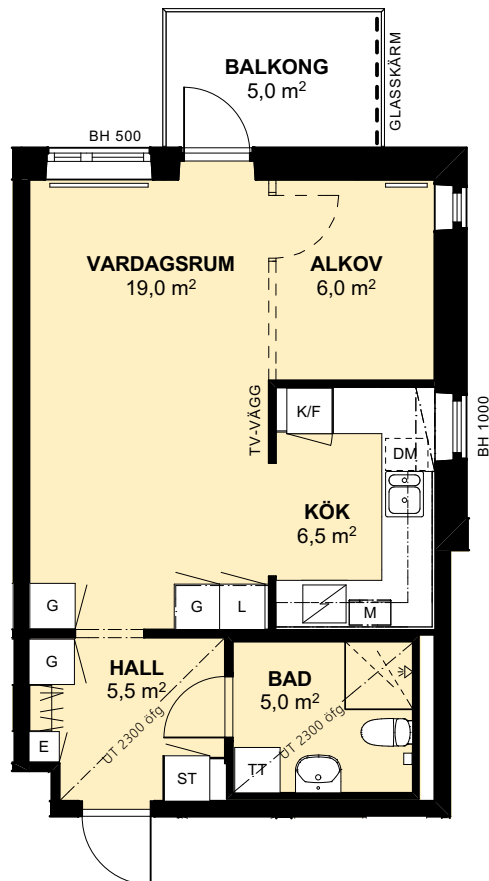 BALKONG
5,0 m²
GLASSKÄRM
BH 500
VARDAGSRUM
19,0 m²
ALKOV
6,0 m²
TV-VÄGG
K/F
BH 1000
DM
KÖK
6,5 m²
G
G
L
M
G
HALL
5,5 m²
BAD
5,0 m²
UT 2300 öfg
UT 2300 öfg
E
ST
TT